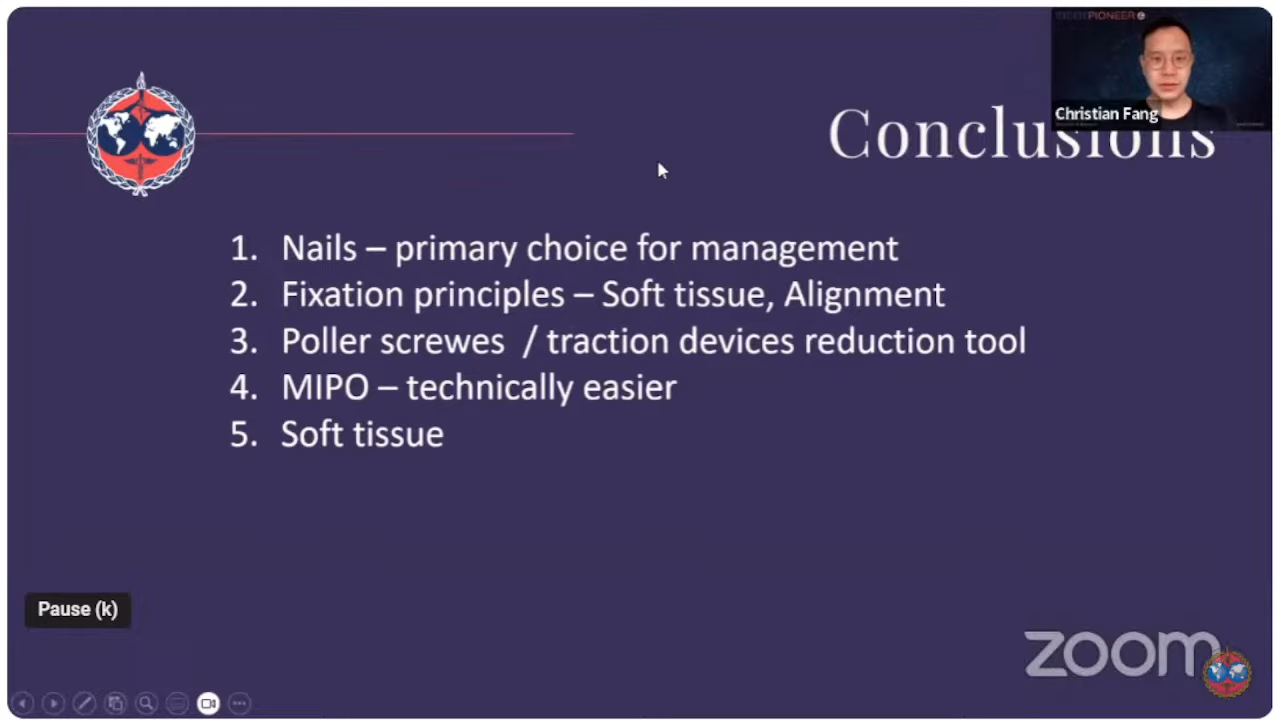 PIONEER
Christian Fang
Conclusions
1. Nails – primary choice for management
2. Fixation principles – Soft tissue, Alignment
3. Poller screwes / traction devices reduction tool
4. MIPO – technically easier
5. Soft tissue
Pause (k)
zoom